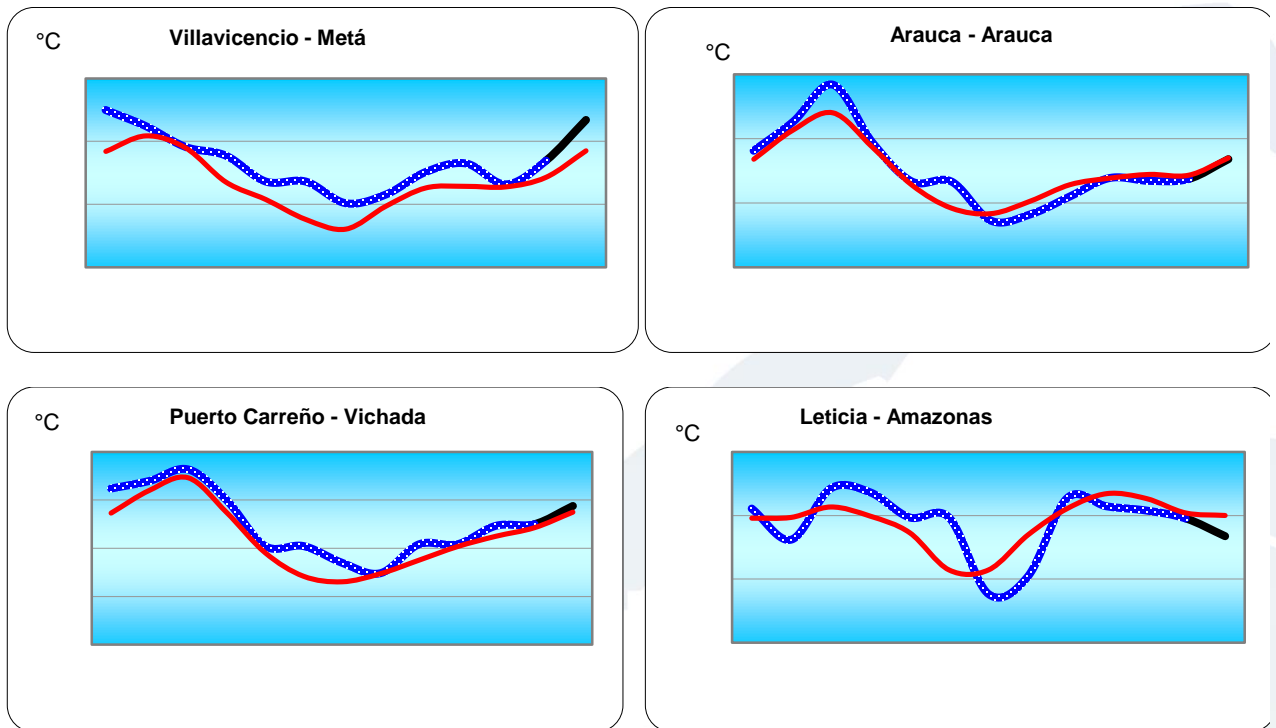 °C
Villavicencio - Metá
°C
Arauca - Arauca
°C
Puerto Carreño - Vichada
°C
Leticia - Amazonas